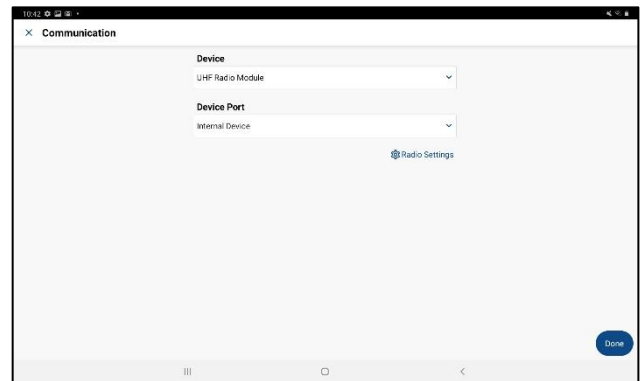 10:42
Communication
Device
UHF Radio Module
Device Port
Internal Device
Radio Settings
Done